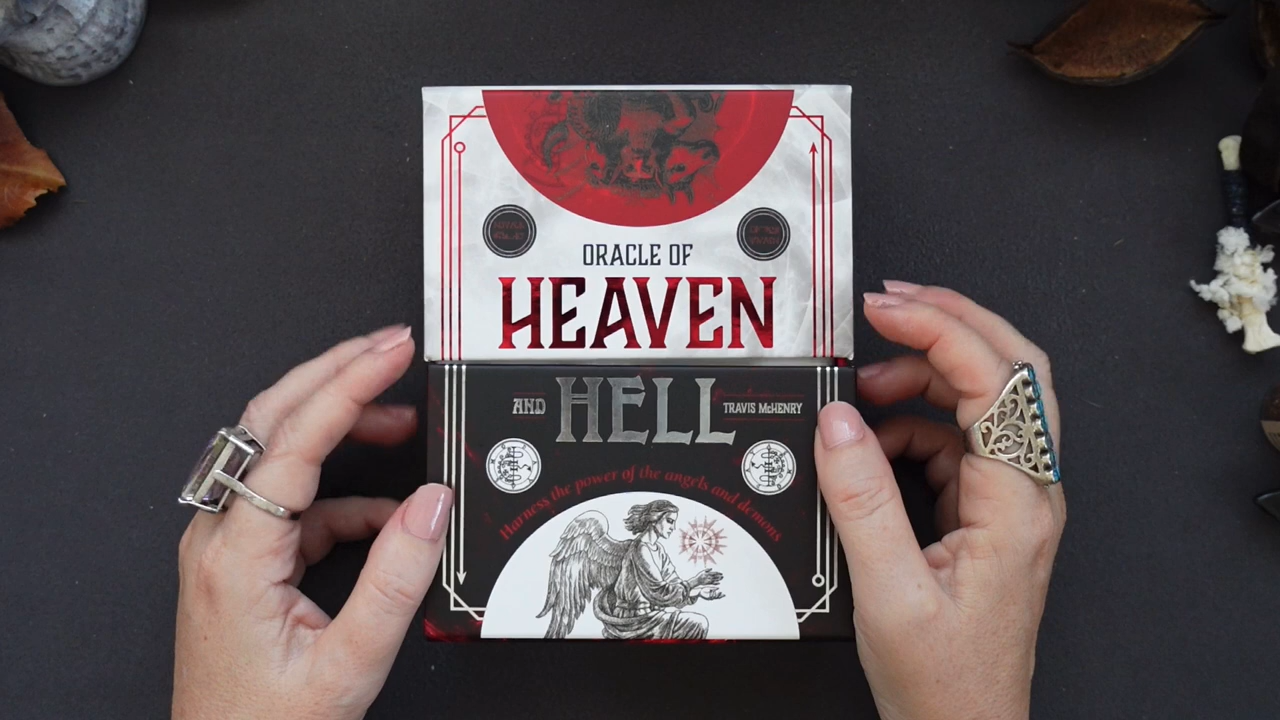 ORACLE OF
HEAVEN
AND HELL TRAVIS McHENRY
Harness the power of the angels and demons